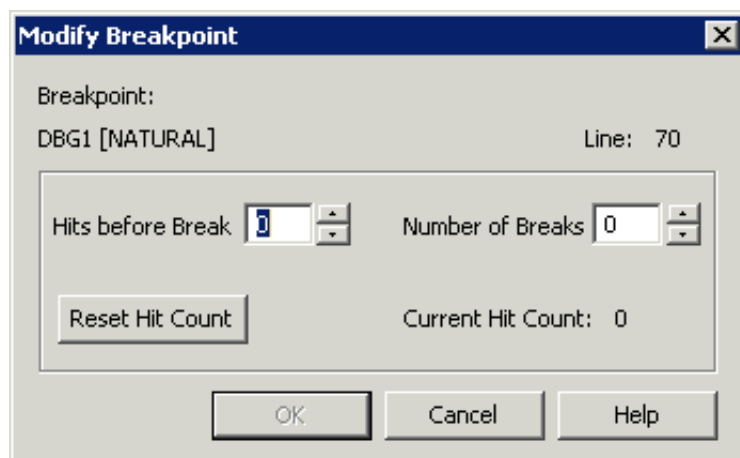 Modify Breakpoint
Breakpoint:
DBG1 [NATURAL] Line: 70
Hits before Break 0 Number of Breaks 0
Reset Hit Count Current Hit Count: 0
OK Cancel Help